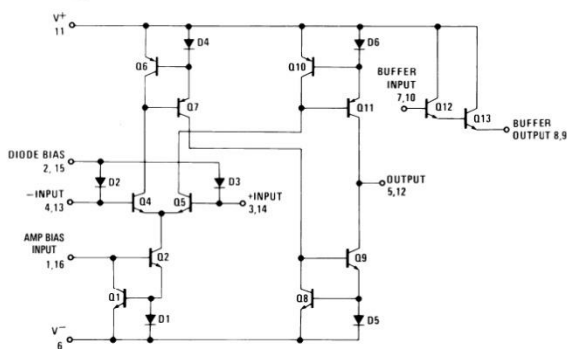 V+
11
D4
D6
Q6
Q10
BUFFER
INPUT
7,10
Q12
Q13
Q7
Q11
BUFFER
OUTPUT 8,9
DIODE BIAS
2, 15
D2
D3
−INPUT
4,13
Q4
Q5
+INPUT
3,14
OUTPUT
5,12
AMP BIAS
INPUT
1,16
Q2
Q9
Q1
D1
Q8
D5
V−
6